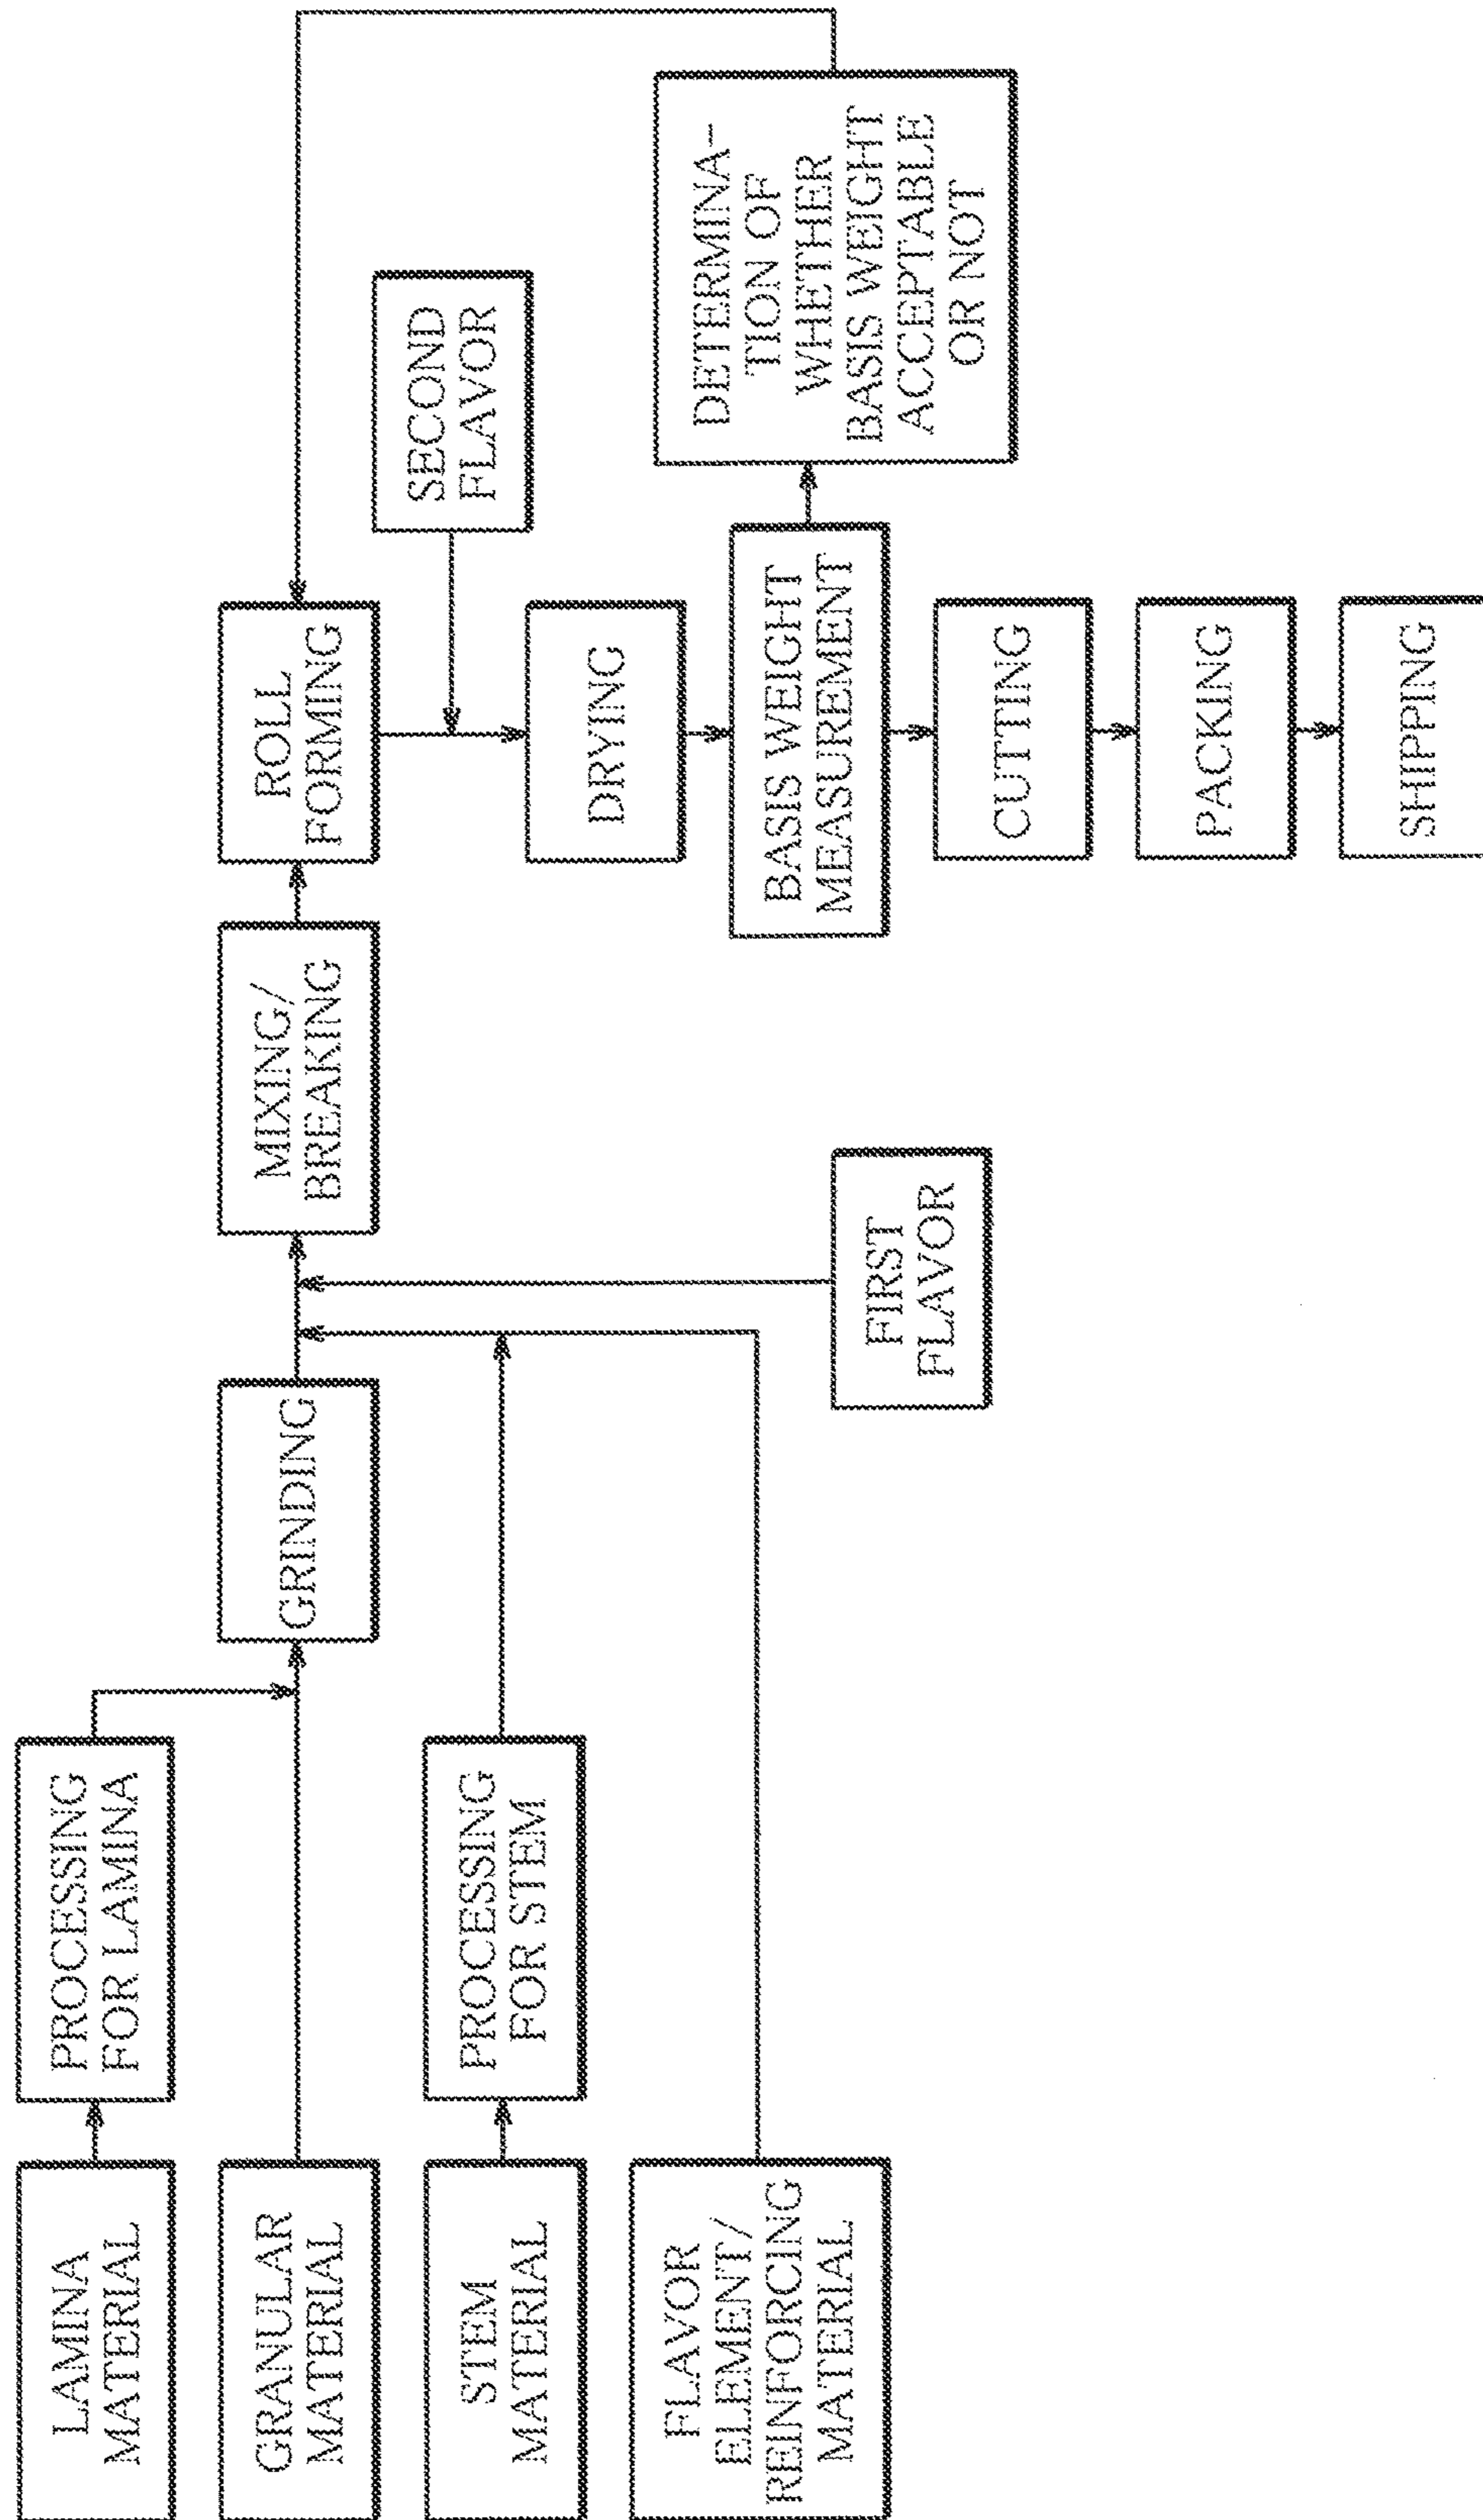 LAMINA
MATERIAL
PROCESSING
FOR LAMINA
GRANULAR
MATERIAL
GRINDING
MIXING/
BREAKING
ROLL
FORMING
STEM
MATERIAL
PROCESSING
FOR STEM
SECOND
FLAVOR
DRYING
FLAVOR
ELEMENT/
REINFORCING
MATERIAL
FIRST
FLAVOR
BASIS WEIGHT
MEASUREMENT
DETERMINA-
TION OF
WHETHER
BASIS WEIGHT
ACCEPTABLE
OR NOT
CUTTING
PACKING
SHIPPING